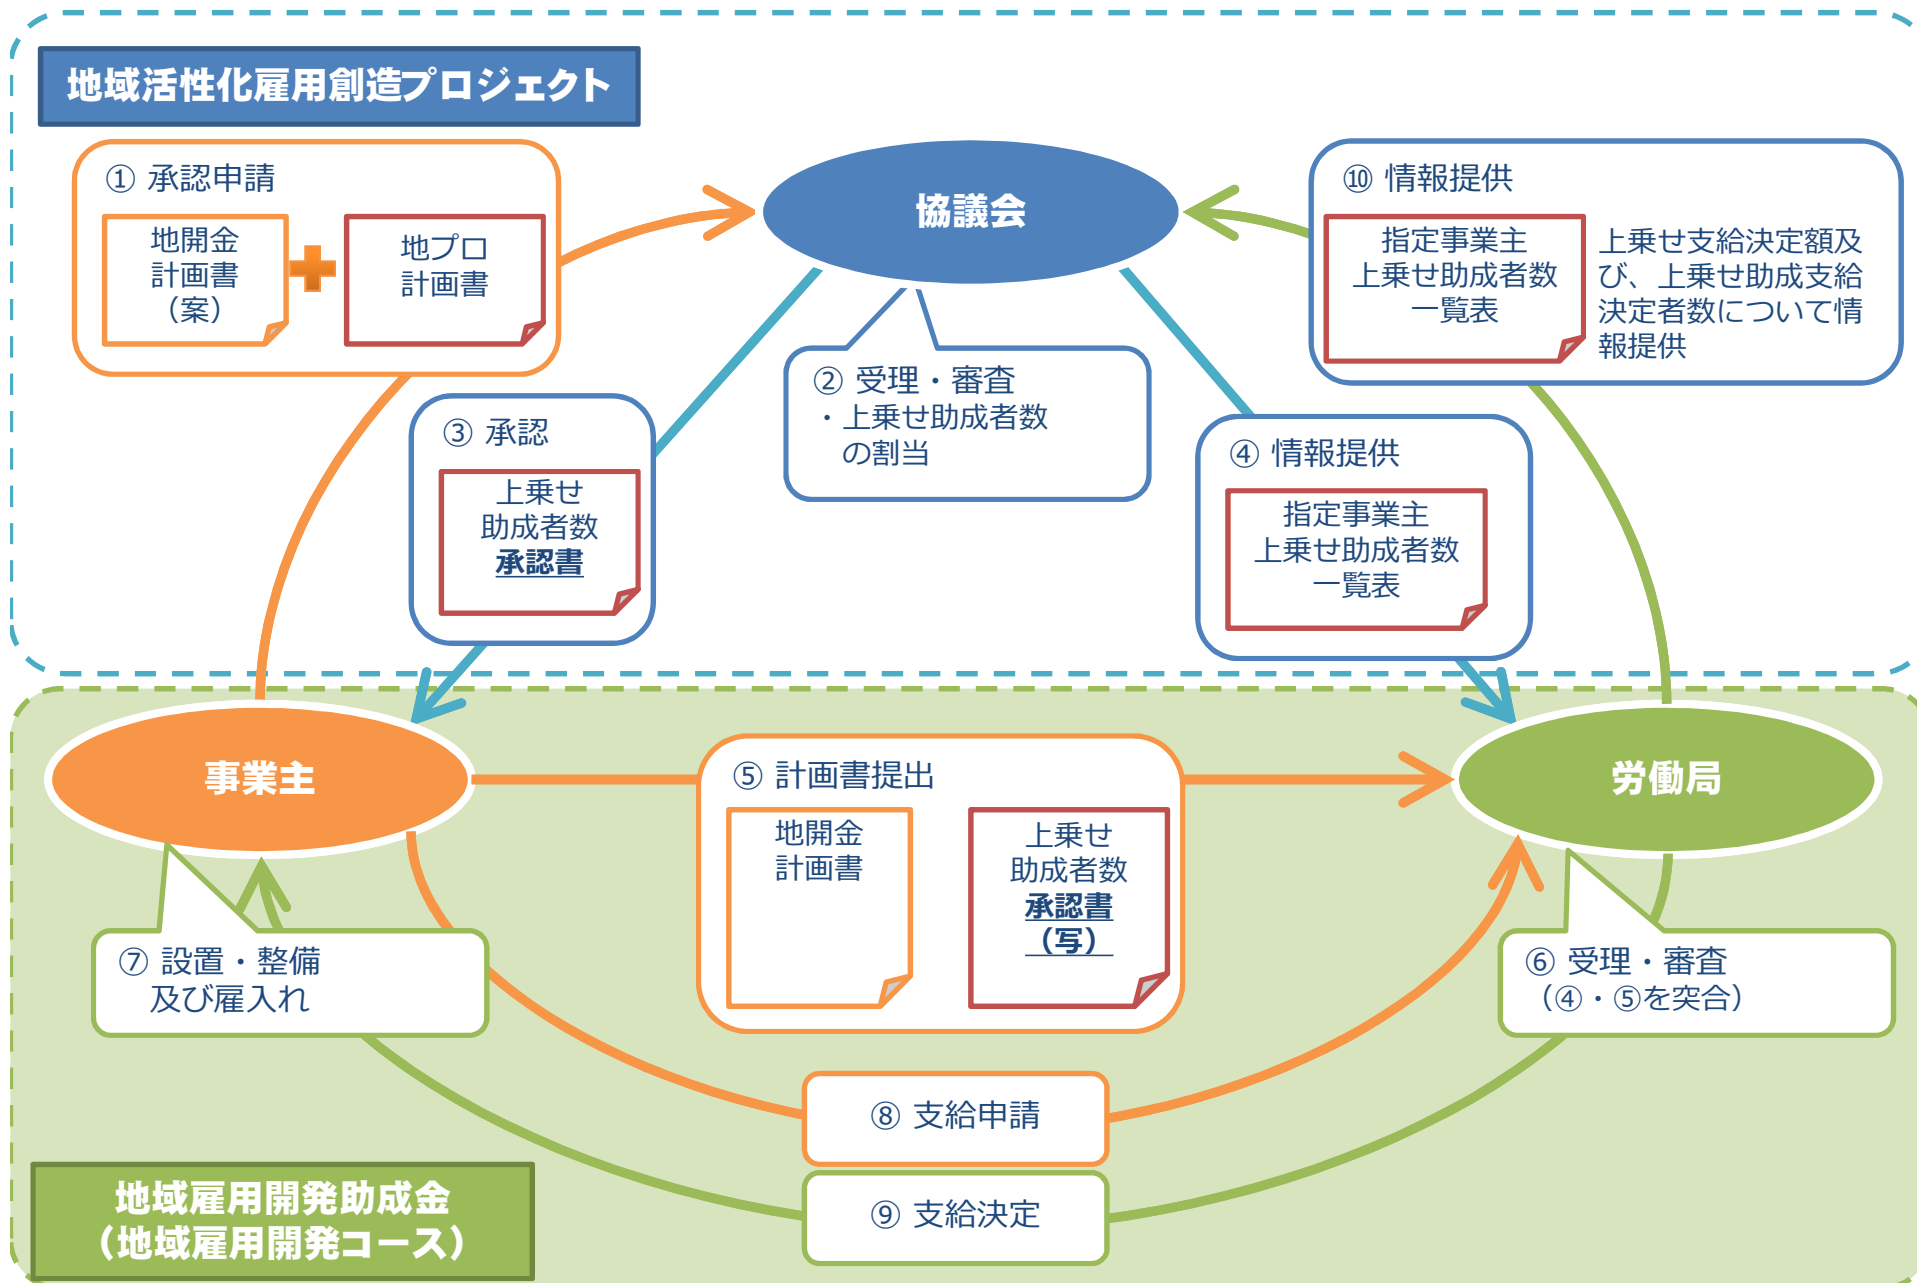 地域活性化雇用創造プロジェクト
① 承認申請
地開金
計画書
（案）
地プロ
計画書
協議会
⑩ 情報提供
指定事業主
上乗せ助成者数
一覧表
上乗せ支給決定額及
び、上乗せ助成支給
決定者数について情
報提供
② 受理・審査
・上乗せ助成者数
の割当
③ 承認
上乗せ
助成者数
承認書
④ 情報提供
指定事業主
上乗せ助成者数
一覧表
事業主
労働局
⑤ 計画書提出
地開金
計画書
上乗せ
助成者数
承認書
（写）
⑦ 設置・整備
及び雇入れ
⑥ 受理・審査
（④・⑤を突合）
⑧ 支給申請
⑨ 支給決定
地域雇用開発助成金
（地域雇用開発コース）